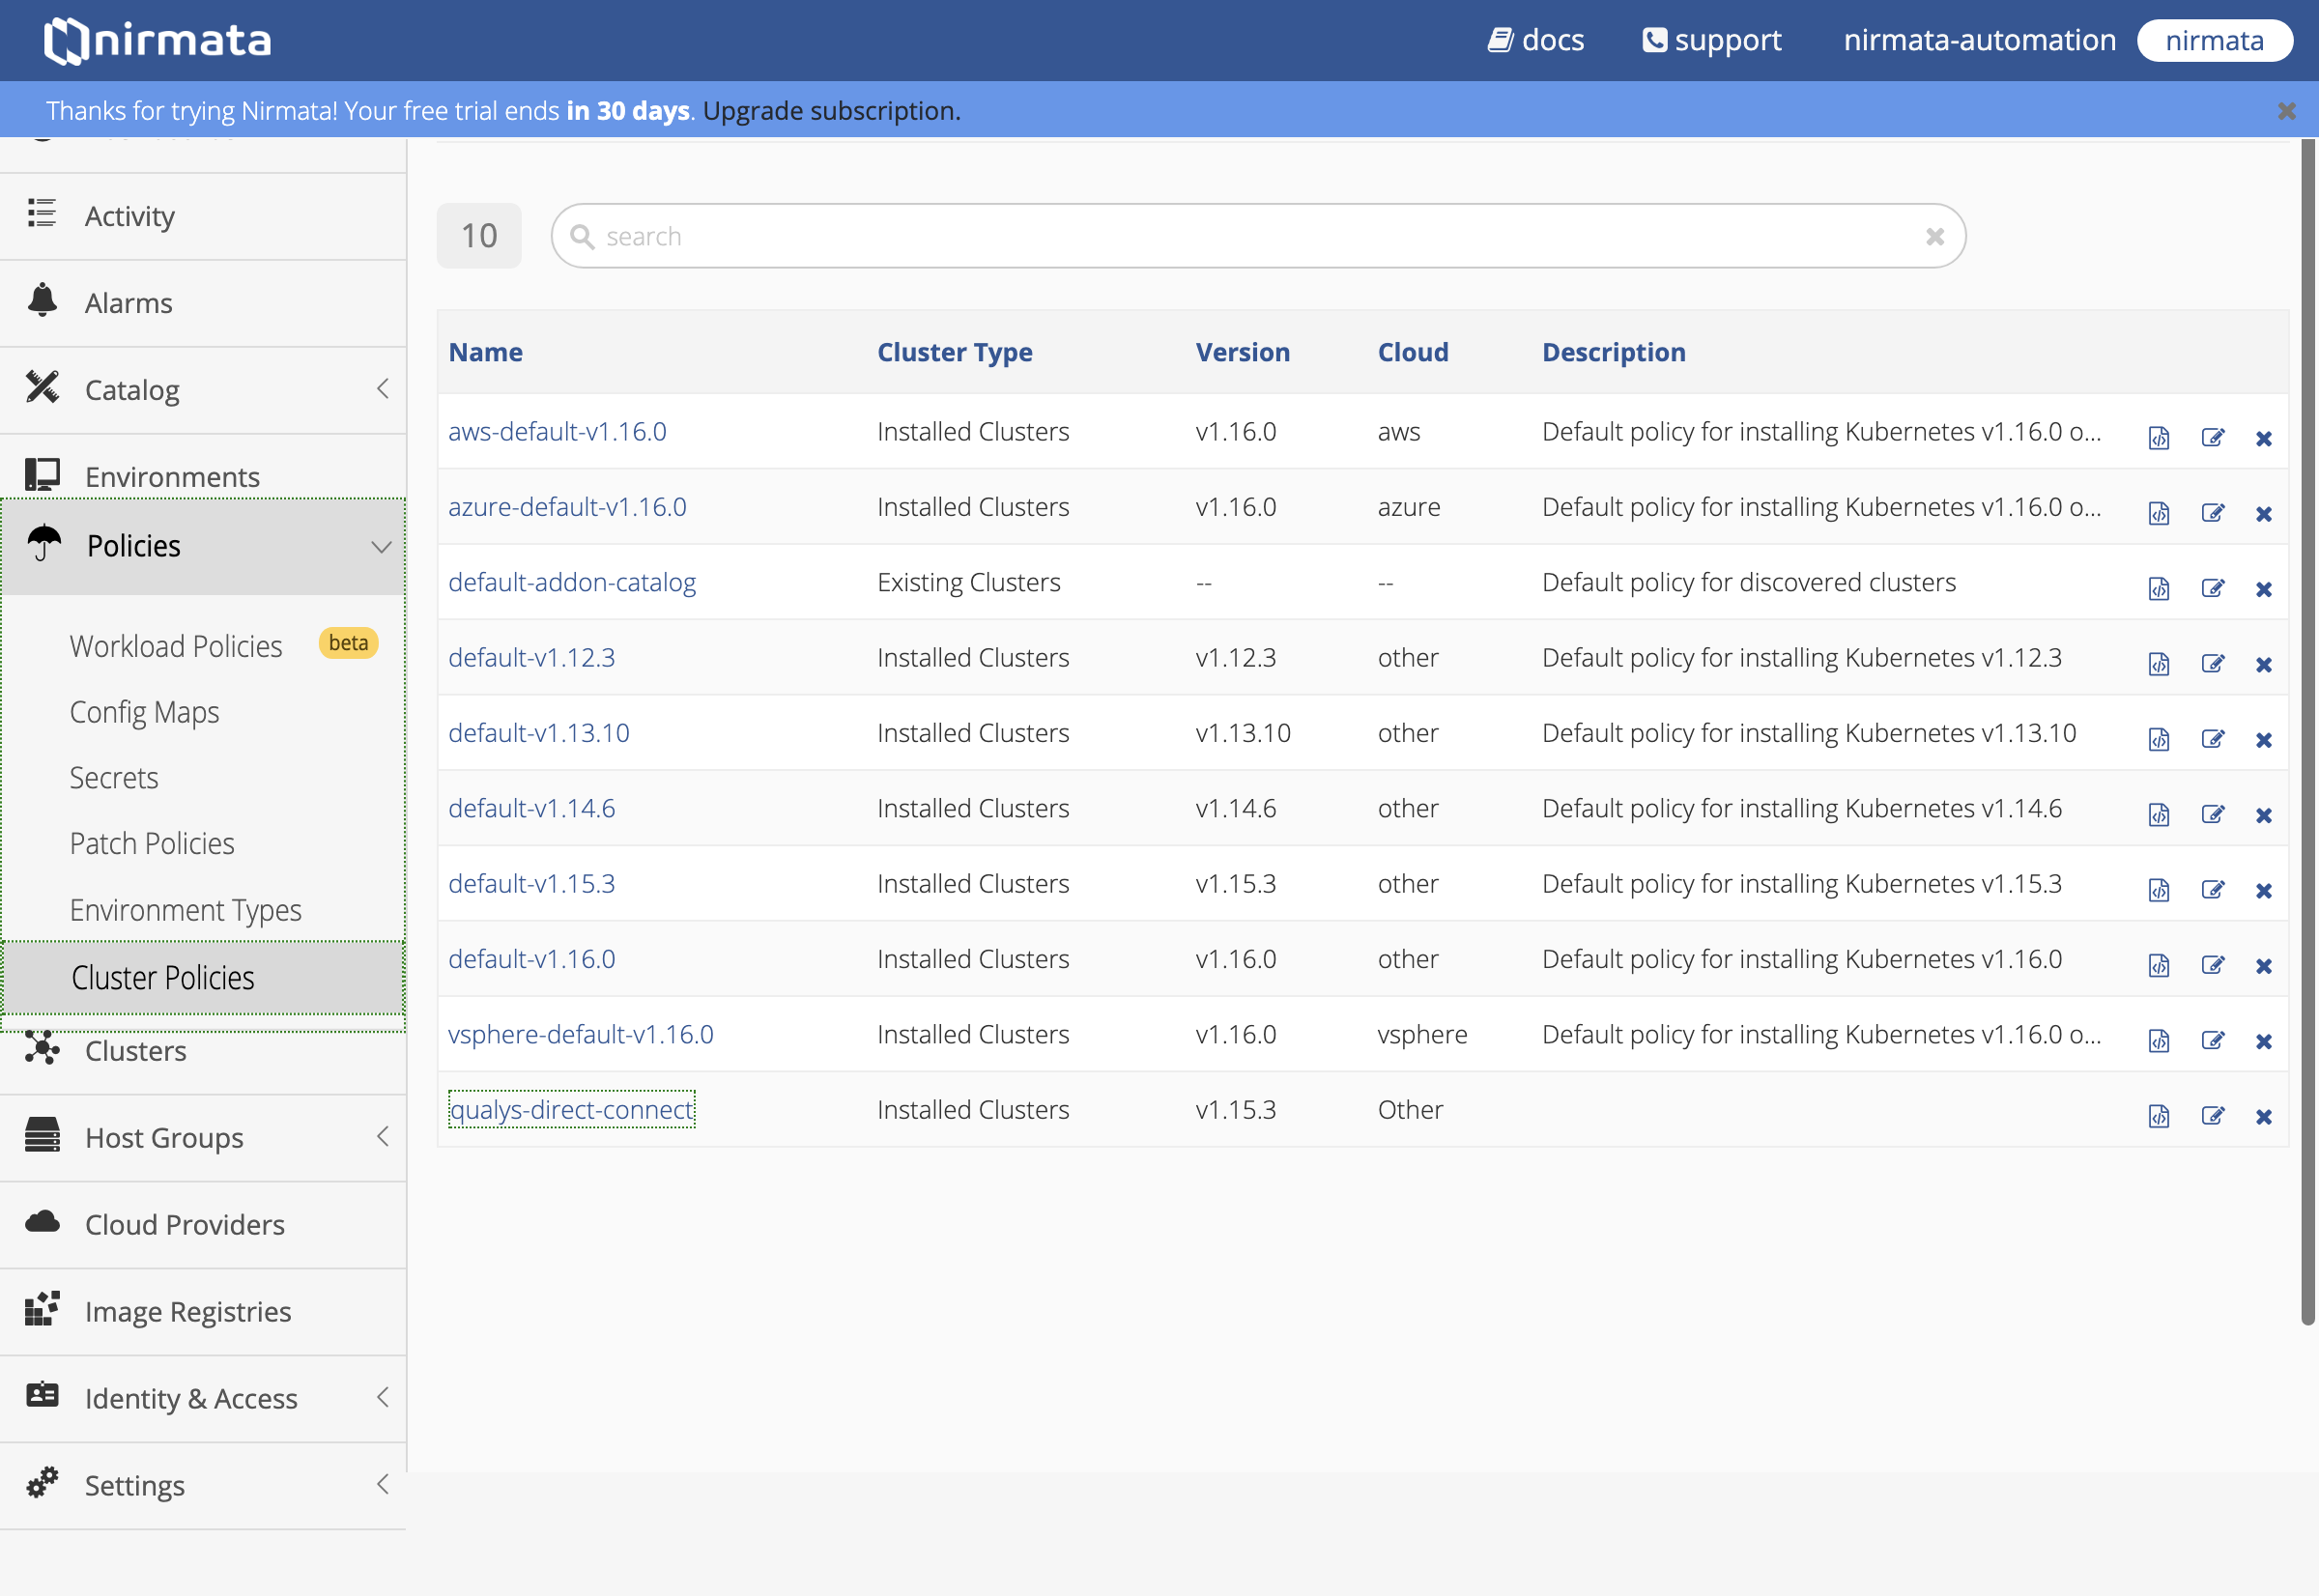 nirmata
docs
support
nirmata-automation
nirmata
Thanks for trying Nirmata! Your free trial ends in 30 days. Upgrade subscription.
Activity
Alarms
Catalog
Environments
Policies
Workload Policies beta
Config Maps
Secrets
Patch Policies
Environment Types
Cluster Policies
Clusters
Host Groups
Cloud Providers
Image Registries
Identity & Access
Settings
10
search
Name Cluster Type Version Cloud Description
aws-default-v1.16.0 Installed Clusters v1.16.0 aws Default policy for installing Kubernetes v1.16.0 o...
azure-default-v1.16.0 Installed Clusters v1.16.0 azure Default policy for installing Kubernetes v1.16.0 o...
default-addon-catalog Existing Clusters -- -- Default policy for discovered clusters
default-v1.12.3 Installed Clusters v1.12.3 other Default policy for installing Kubernetes v1.12.3
default-v1.13.10 Installed Clusters v1.13.10 other Default policy for installing Kubernetes v1.13.10
default-v1.14.6 Installed Clusters v1.14.6 other Default policy for installing Kubernetes v1.14.6
default-v1.15.3 Installed Clusters v1.15.3 other Default policy for installing Kubernetes v1.15.3
default-v1.16.0 Installed Clusters v1.16.0 other Default policy for installing Kubernetes v1.16.0
vsphere-default-v1.16.0 Installed Clusters v1.16.0 vsphere Default policy for installing Kubernetes v1.16.0 o...
qualys-direct-connect Installed Clusters v1.15.3 Other